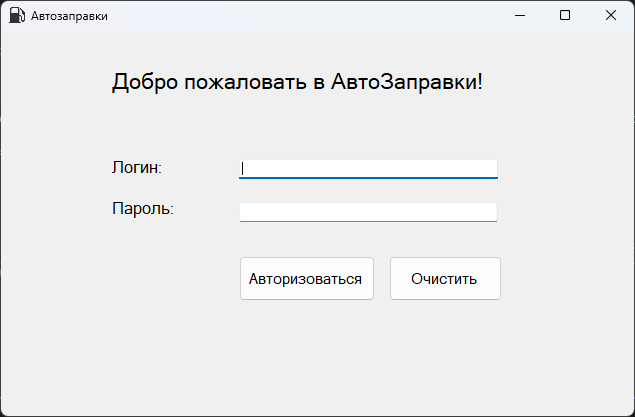 Автозаправки
Добро пожаловать в АвтоЗаправки!
Логин:
Пароль:
Авторизоваться Очистить